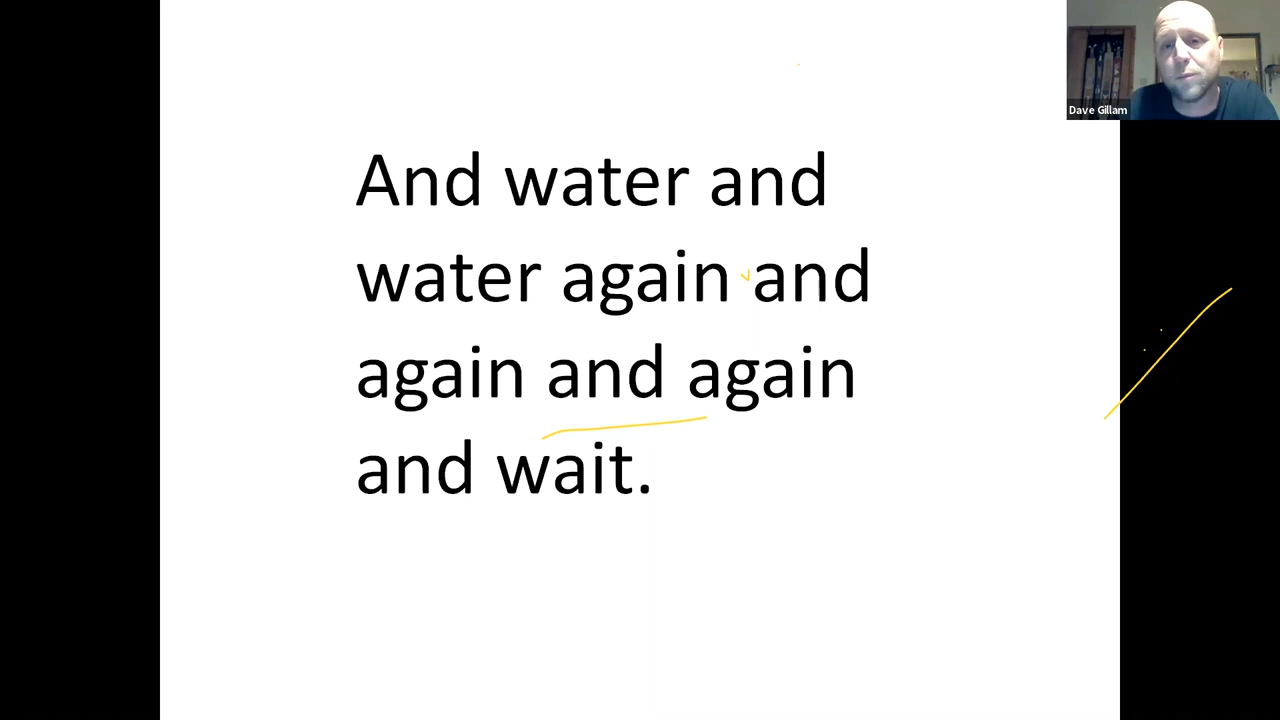 And water and
water again and
again and again
and wait.
Dave Gillam